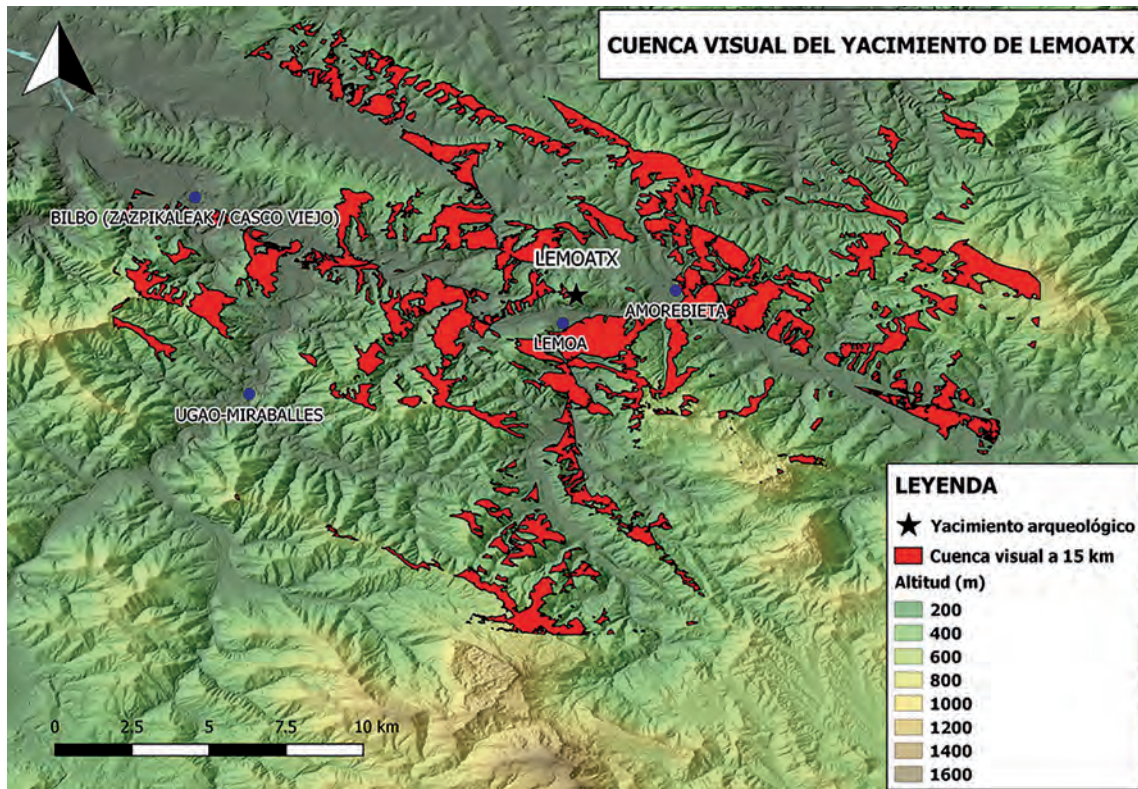 CUENCA VISUAL DEL YACIMIENTO DE LEMOATX
BILBO (ZAZPIKALEAK / CASCO VIEJO)
LEMOATX
AMOREBIETA
LEMOA
UGAO-MIRABALLES
LEYENDA
Yacimiento arqueológico
Cuenca visual a 15 km
Altitud (m)
200
400
600
800
1000
1200
1400
1600
0 2.5 5 7.5 10 km